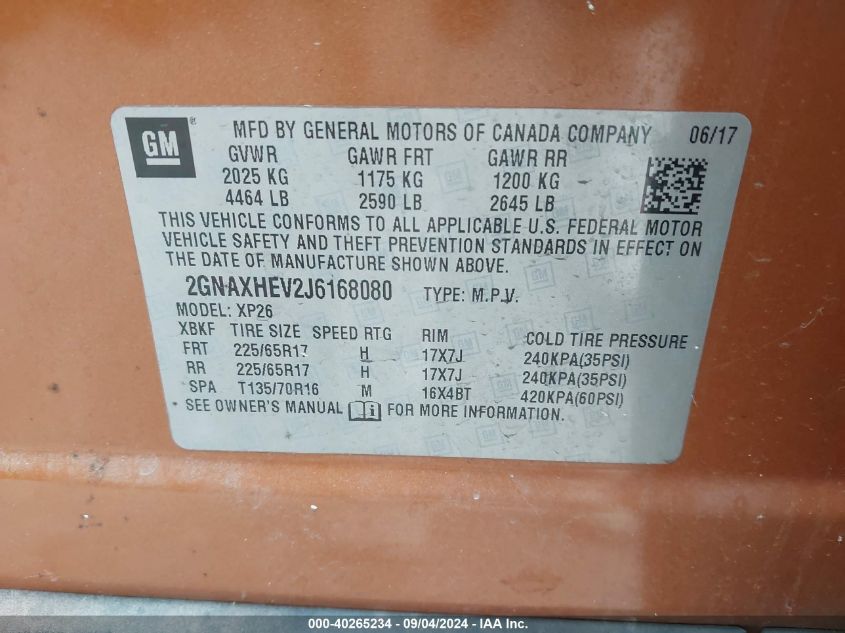 GM ® MFD BY GENERAL MOTORS OF CANADA COMPANY 06/17
GVWR GAWR FRT GAWR RR
2025 KG 1175 KG 1200 KG
4464 LB 2590 LB 2645 LB
THIS VEHICLE CONFORMS TO ALL APPLICABLE U.S. FEDERAL MOTOR
VEHICLE SAFETY AND THEFT PREVENTION STANDARDS IN EFFECT ON
THE DATE OF MANUFACTURE SHOWN ABOVE.
2GNAXHEV2J6168080 TYPE: M.P.V.
MODEL: XP26
XBKF TIRE SIZE SPEED RTG RIM COLD TIRE PRESSURE
FRT 225/65R17 H 17X7J 240KPA(35PSI)
RR 225/65R17 H 17X7J 240KPA(35PSI)
SPA T135/70R16 M 16X4BT 420KPA(60PSI)
• SEE OWNER'S MANUAL FOR MORE INFORMATION.
000-40265234 - 09/04/2024 - IAA Inc.